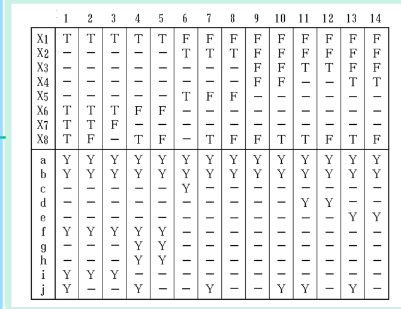 1 2 3 4 5 6 7 8 9 10 11 12 13 14
X1 T T T T T F F F F F F F F F
X2 — — — — — T T T F F F F F F
X3 — — — — — — — — F F T T F F
X4 — — — — — — — — F F — — T T
X5 — — — — — T F F — — — — — —
X6 T T T F F — — — — — — — — —
X7 T T F — — — — — — — — — — —
X8 T F — T F — T F F T T F T F
a Y Y Y Y Y Y Y Y Y Y Y Y Y Y
b Y Y Y Y Y Y Y Y Y Y Y Y Y Y
c — — — — — Y — — — — — — — —
d — — — — — — — — — — Y Y — —
e — — — — — — — — — — — — Y Y
f Y Y Y Y Y — — — — — — — — —
g — — — Y Y — — — — — — — — —
h — — — Y Y — — — — — — — — —
i Y Y Y — — — — — — — — — — —
j Y — — Y — — Y — — Y Y — Y —